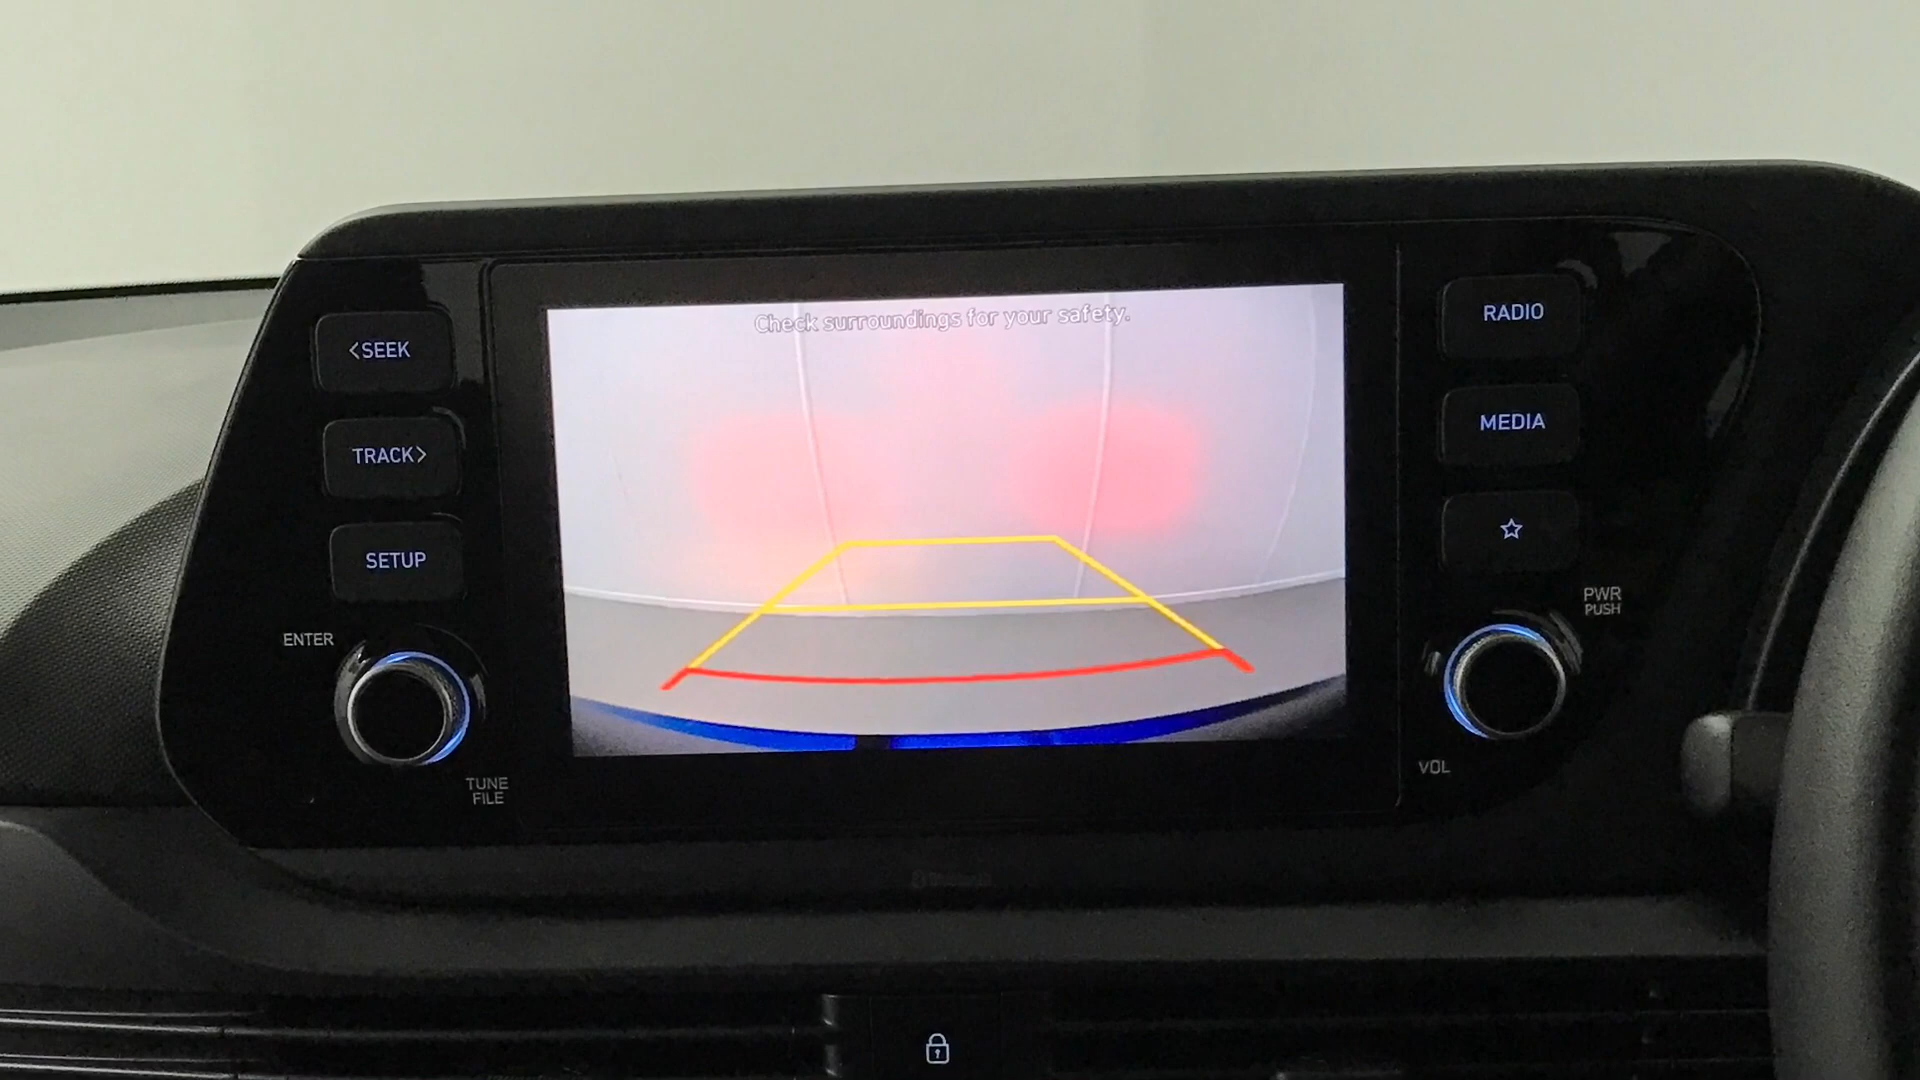 Check surroundings for your safety.
<SEEK
TRACK>
SETUP
ENTER
TUNE
FILE
RADIO
MEDIA
PWR
PUSH
VOL